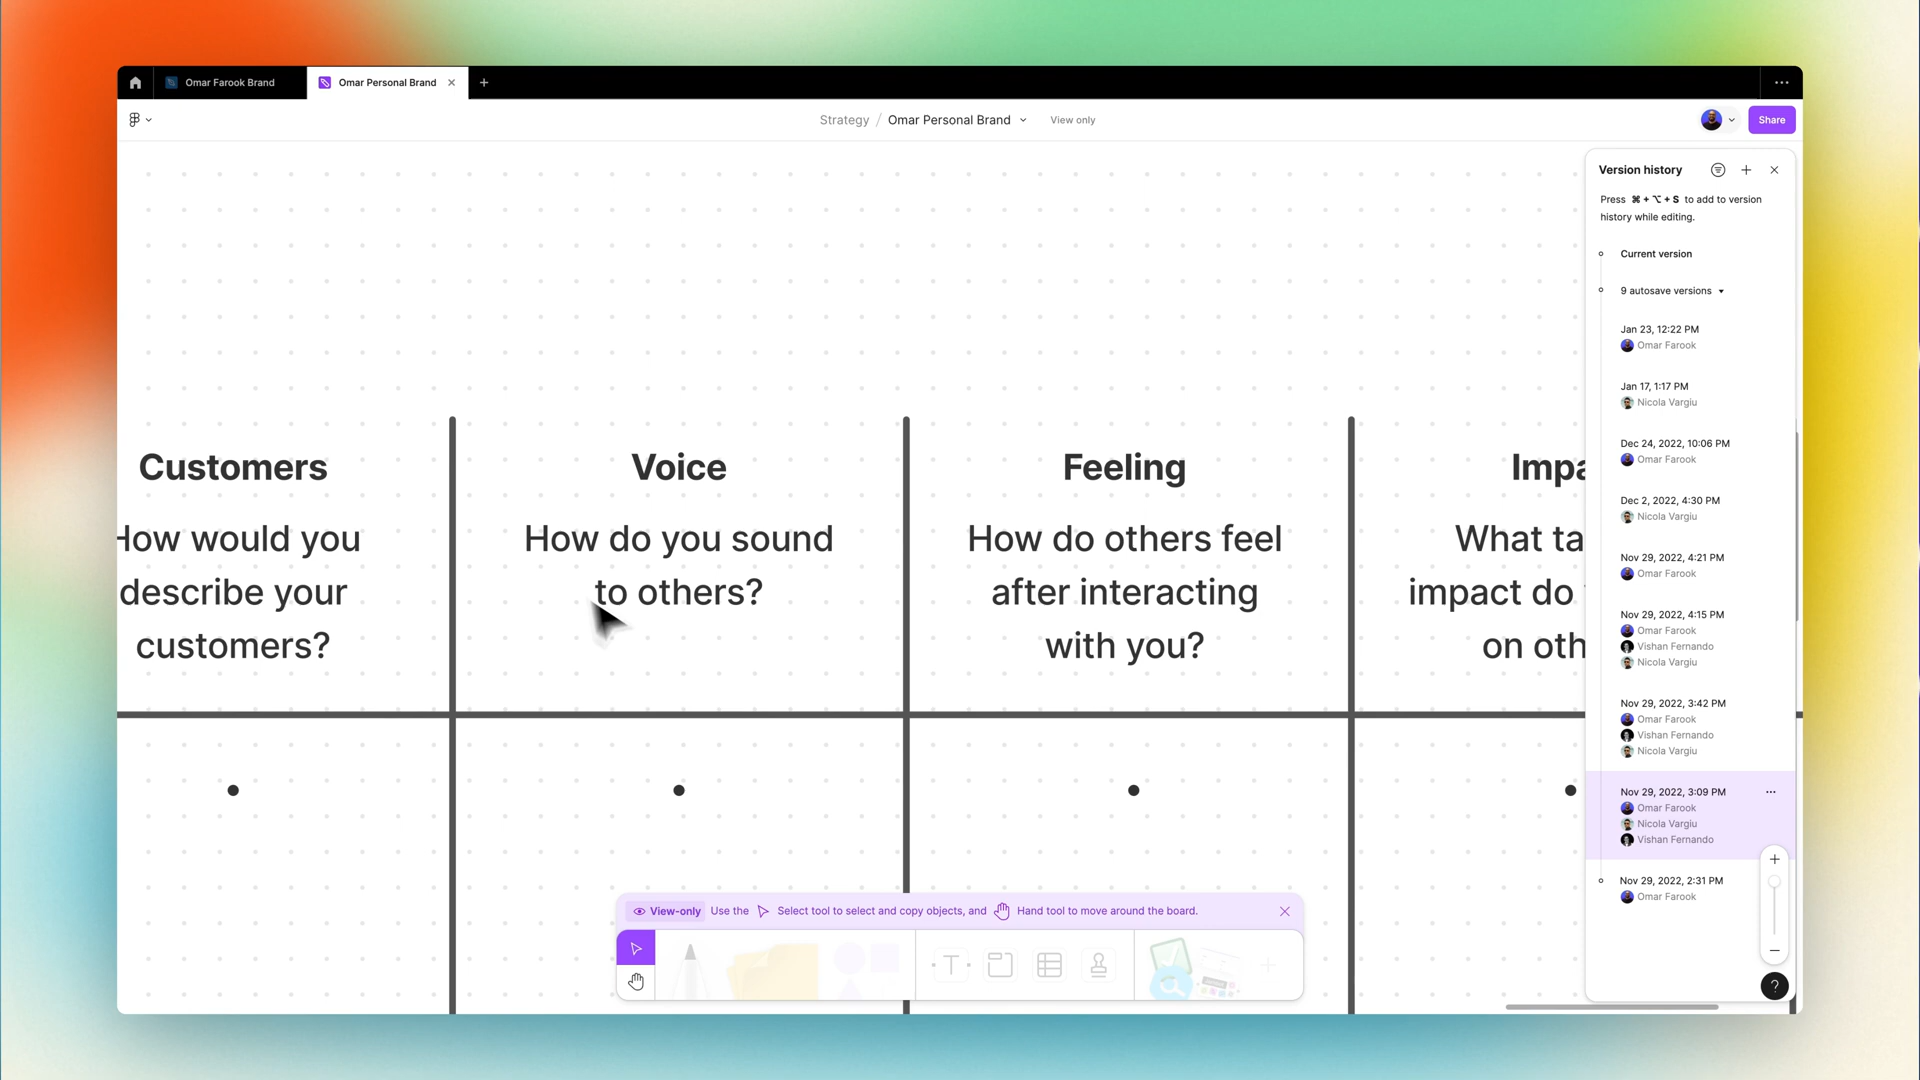 Omar Farook Brand
Omar Personal Brand
Strategy / Omar Personal Brand
View only
Share
Version history
Press ⌘ + ⌥ + S to add to version
history while editing.
Current version
9 autosave versions
Jan 23, 12:22 PM
Omar Farook
Jan 17, 1:17 PM
Nicola Vargiu
Dec 24, 2022, 10:06 PM
Omar Farook
Dec 2, 2022, 4:30 PM
Nicola Vargiu
Nov 29, 2022, 4:21 PM
Omar Farook
Nov 29, 2022, 4:15 PM
Omar Farook
Vishan Fernando
Nicola Vargiu
Nov 29, 2022, 3:42 PM
Omar Farook
Vishan Fernando
Nicola Vargiu
Nov 29, 2022, 3:09 PM
Omar Farook
Nicola Vargiu
Vishan Fernando
Nov 29, 2022, 2:31 PM
Omar Farook
Customers
How would you
describe your
customers?
Voice
How do you sound
to others?
Feeling
How do others feel
after interacting
with you?
Impa
What ta
impact do
on oth
View-only Use the Select tool to select and copy objects, and Hand tool to move around the board.
T
?